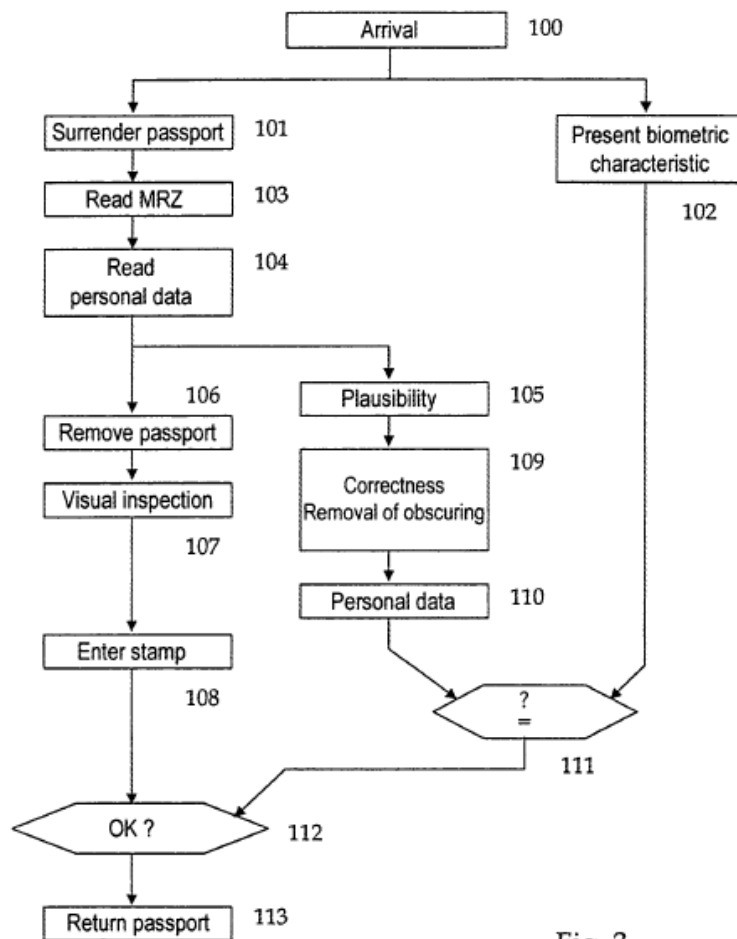 Arrival 100
Surrender passport 101
Present biometric
characteristic
102
Read MRZ 103
Read
personal data
104
106
Remove passport
Visual inspection
107
Enter stamp
108
Plausibility 105
109
Correctness
Removal of obscuring
Personal data 110
?
=
111
OK ? 112
Return passport 113